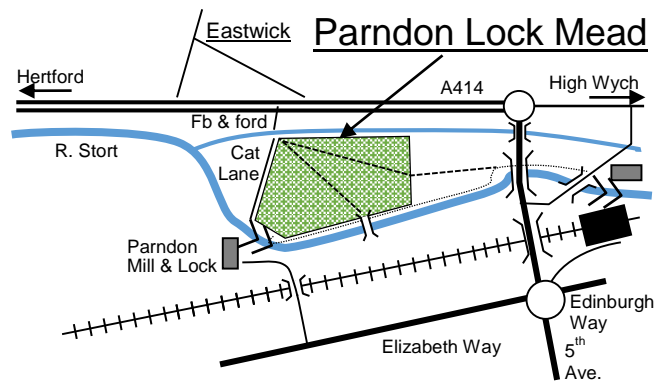 Eastwick
Parndon Lock Mead
Hertford
A414
High Wych
Fb & ford
R. Stort
Cat
Lane
Parndon
Mill & Lock
Edinburgh
Way
Elizabeth Way
5th
Ave.